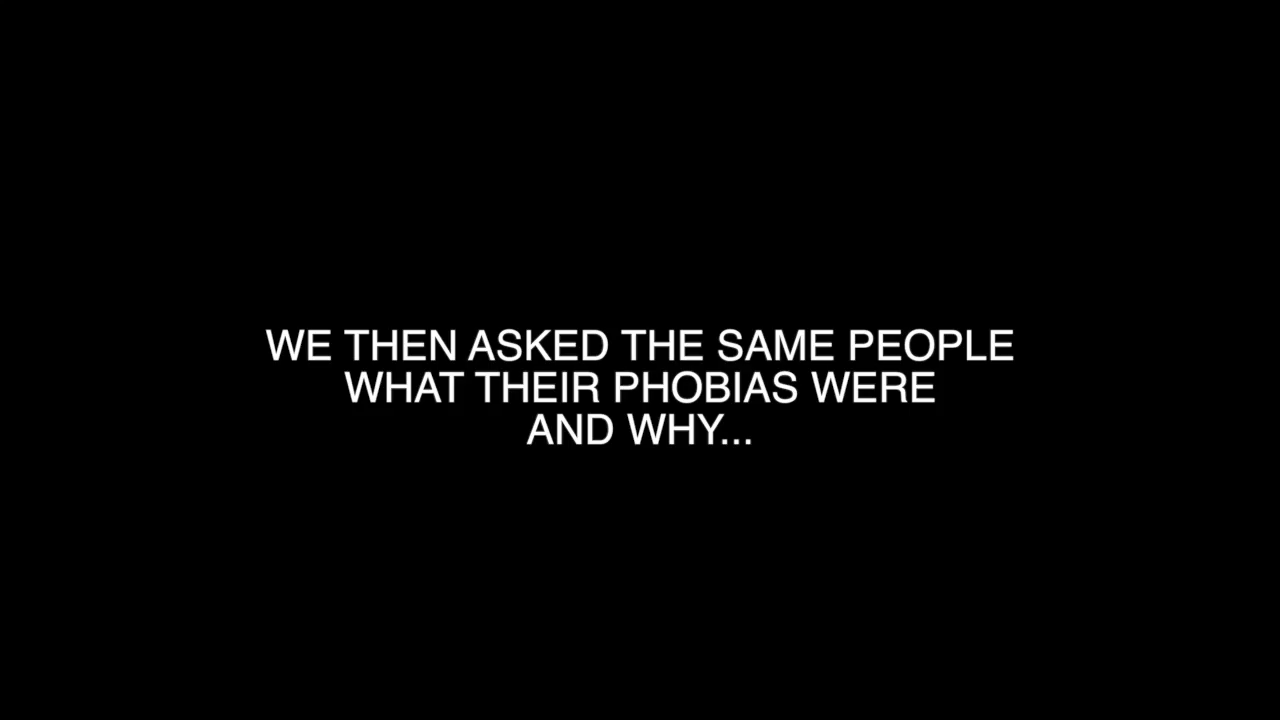 WE THEN ASKED THE SAME PEOPLE
WHAT THEIR PHOBIAS WERE
AND WHY...